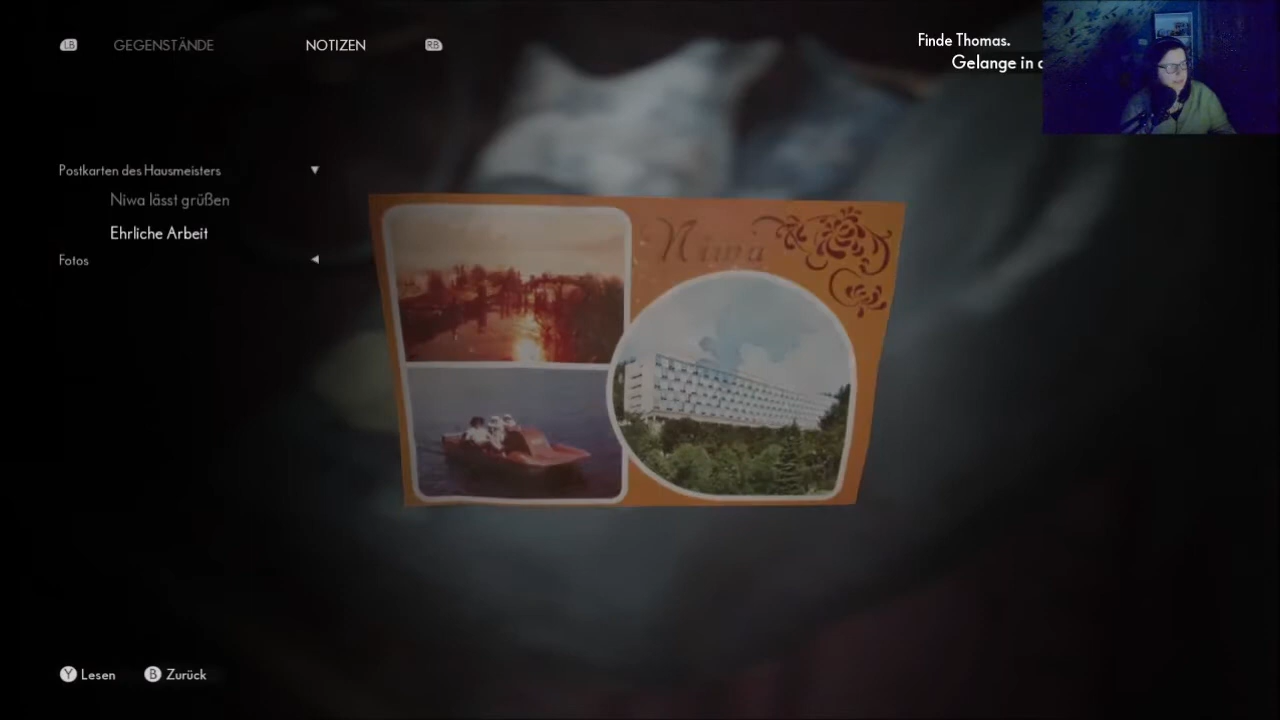 LB
GEGENSTÄNDE
NOTIZEN
RB
Finde Thomas.
Gelange in
Postkarten des Hausmeisters
Niwa lässt grüßen
Ehrliche Arbeit
Fotos
Niwa
Y Lesen
B Zurück